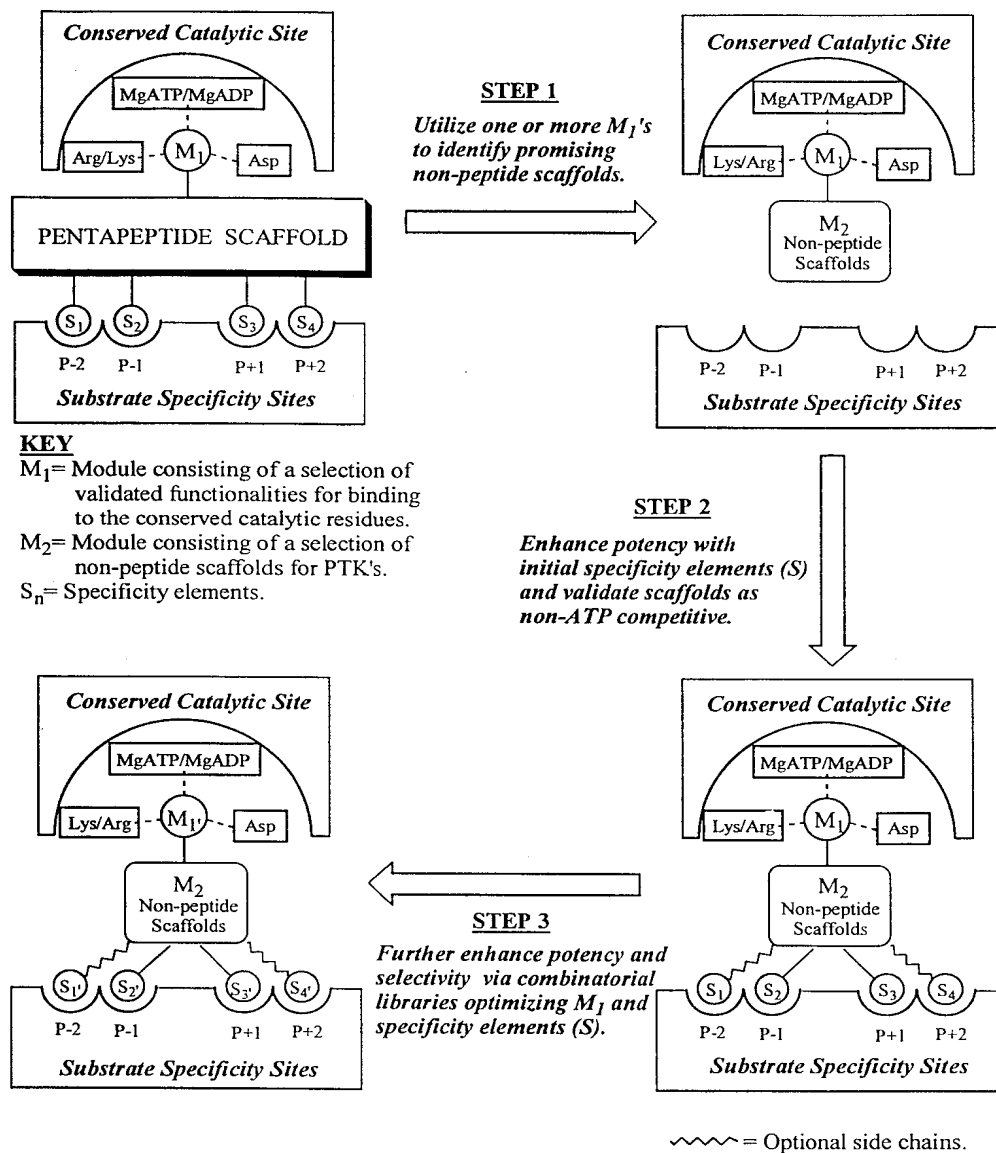 Conserved Catalytic Site
MgATP/MgADP
Arg/Lys
M1
Asp
PENTAPEPTIDE SCAFFOLD
S1
S2
S3
S4
P-2
P-1
P+1
P+2
Substrate Specificity Sites
STEP 1
Utilize one or more M1's
to identify promising
non-peptide scaffolds.
Conserved Catalytic Site
MgATP/MgADP
Lys/Arg
M1
Asp
M2
Non-peptide
Scaffolds
P-2
P-1
P+1
P+2
Substrate Specificity Sites
KEY
M1= Module consisting of a selection of
validated functionalities for binding
to the conserved catalytic residues.
M2= Module consisting of a selection of
non-peptide scaffolds for PTK's.
Sn= Specificity elements.
STEP 2
Enhance potency with
initial specificity elements (S)
and validate scaffolds as
non-ATP competitive.
Conserved Catalytic Site
MgATP/MgADP
Lys/Arg
M1
Asp
M2
Non-peptide
Scaffolds
S1
S2
S3
S4
P-2
P-1
P+1
P+2
Substrate Specificity Sites
STEP 3
Further enhance potency and
selectivity via combinatorial
libraries optimizing M1 and
specificity elements (S).
Conserved Catalytic Site
MgATP/MgADP
Lys/Arg
M1'
Asp
M2
Non-peptide
Scaffolds
S1'
S2'
S3'
S4'
P-2
P-1
P+1
P+2
Substrate Specificity Sites
= Optional side chains.